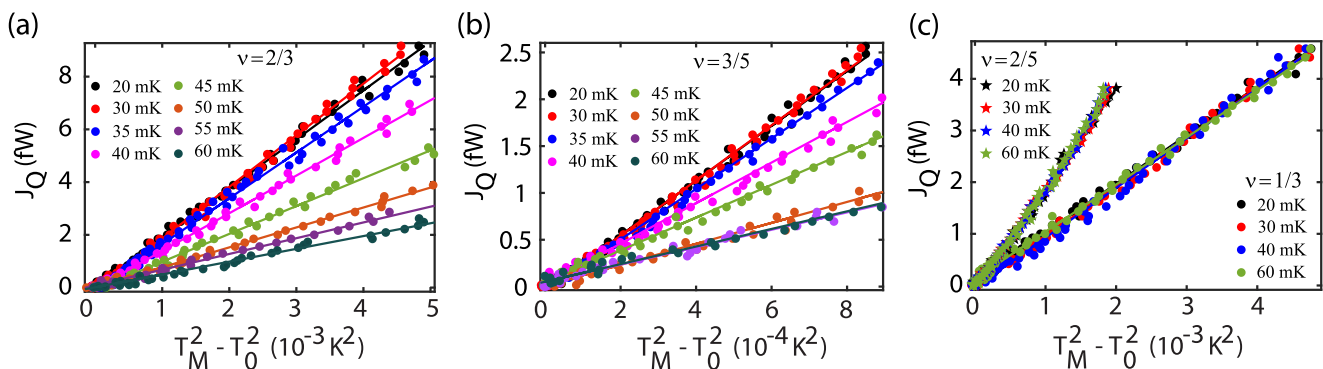 (a)
ν=2/3
20 mK
30 mK
35 mK
40 mK
45 mK
50 mK
55 mK
60 mK
J_Q (fW)
8
6
4
2
0
0 1 2 3 4 5
T_M^2 - T_0^2 (10^-3 K^2)
(b)
ν=3/5
20 mK
30 mK
35 mK
40 mK
45 mK
50 mK
55 mK
60 mK
J_Q (fW)
2.5
2
1.5
1
0.5
0
0 2 4 6 8
T_M^2 - T_0^2 (10^-4 K^2)
(c)
ν=2/5
20 mK
30 mK
40 mK
60 mK
ν=1/3
20 mK
30 mK
40 mK
60 mK
J_Q (fW)
4
3
2
1
0
0 1 2 3 4
T_M^2 - T_0^2 (10^-3 K^2)